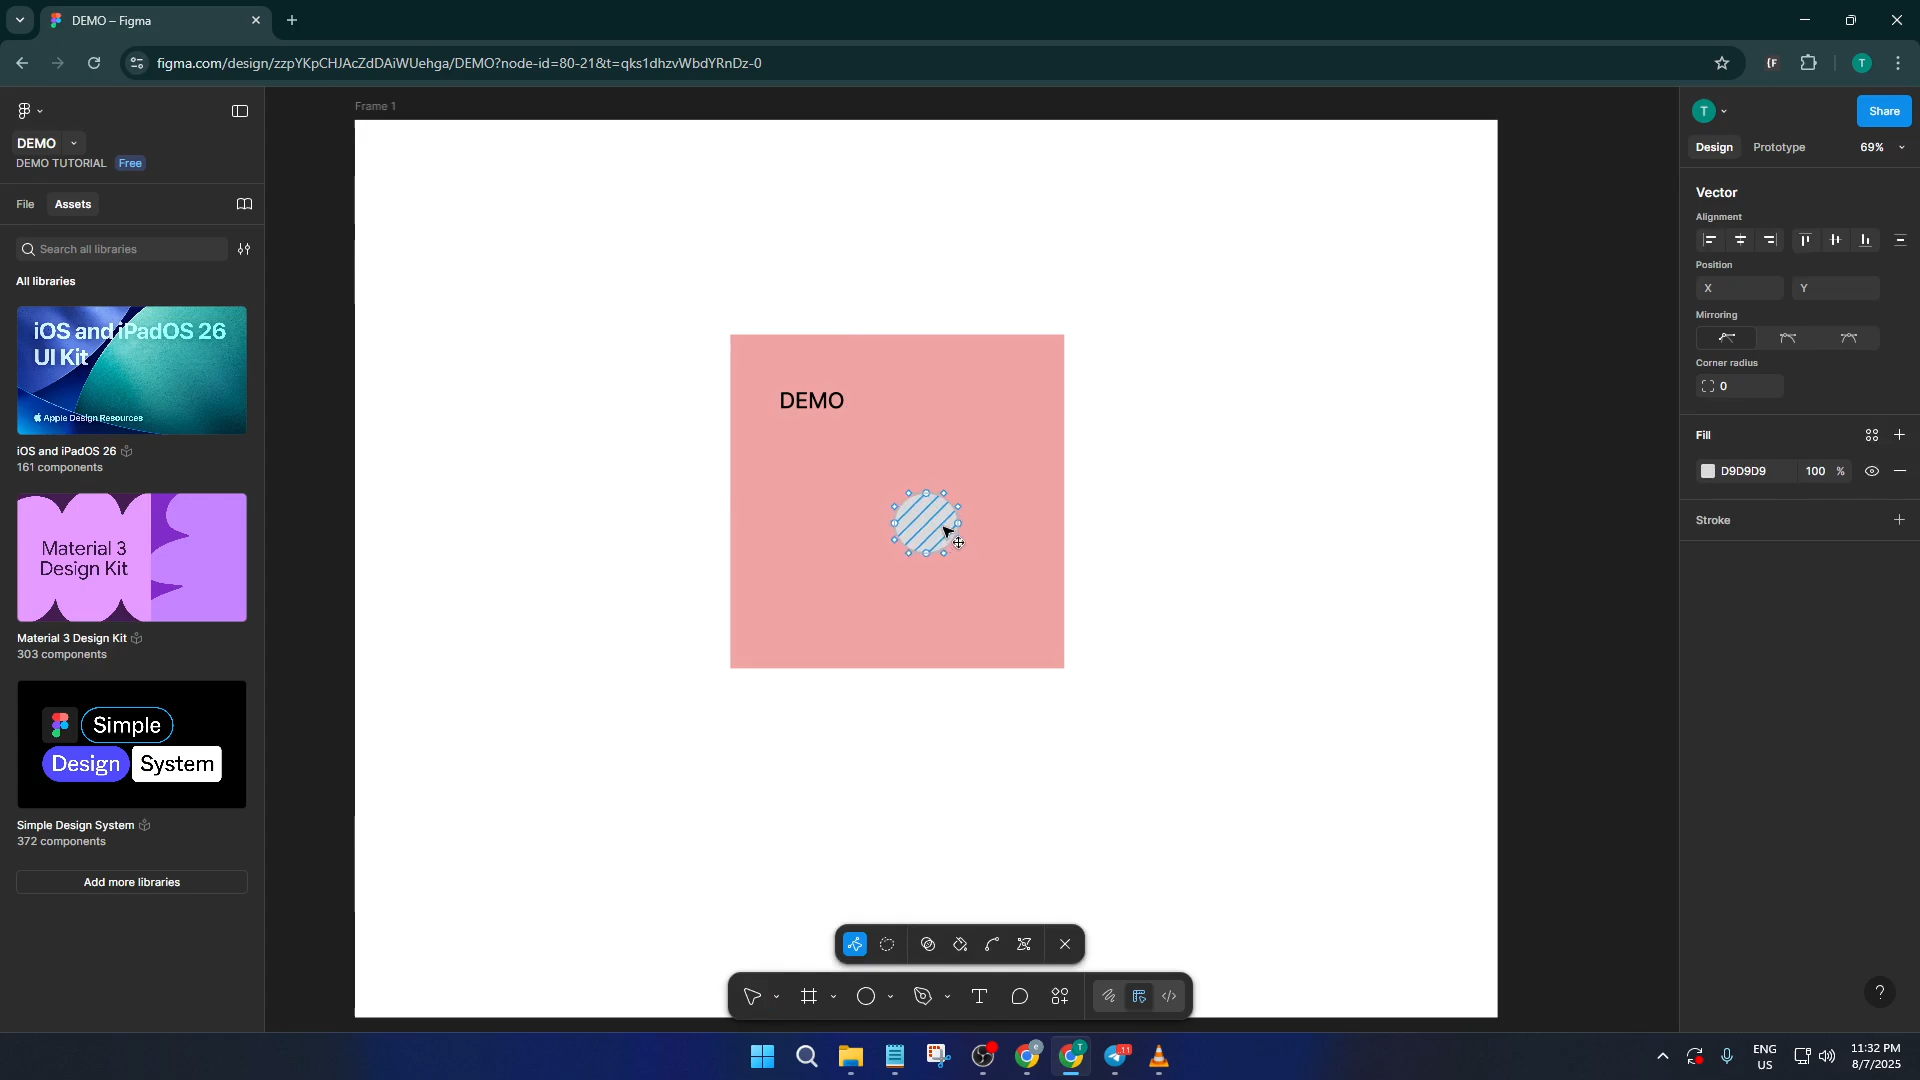 DEMO – Figma
figma.com/design/zzpYKpCHJAcZdDAiWUehga/DEMO?node-id=80-21&t=qks1dhzvWbdYRnDz-0
T
DEMO
DEMO TUTORIAL Free
File Assets
Search all libraries
All libraries
iOS and iPadOS 26
UI Kit
Apple Design Resources
iOS and iPadOS 26
161 components
Material 3
Design Kit
Material 3 Design Kit
303 components
Simple
Design System
Simple Design System
372 components
Add more libraries
Frame 1
DEMO
T
Share
Design Prototype 69%
Vector
Alignment
Position
X Y
Mirroring
Corner radius
0
Fill
D9D9D9 100 %
Stroke
?
e
T
11
ENG
US
11:32 PM
8/7/2025